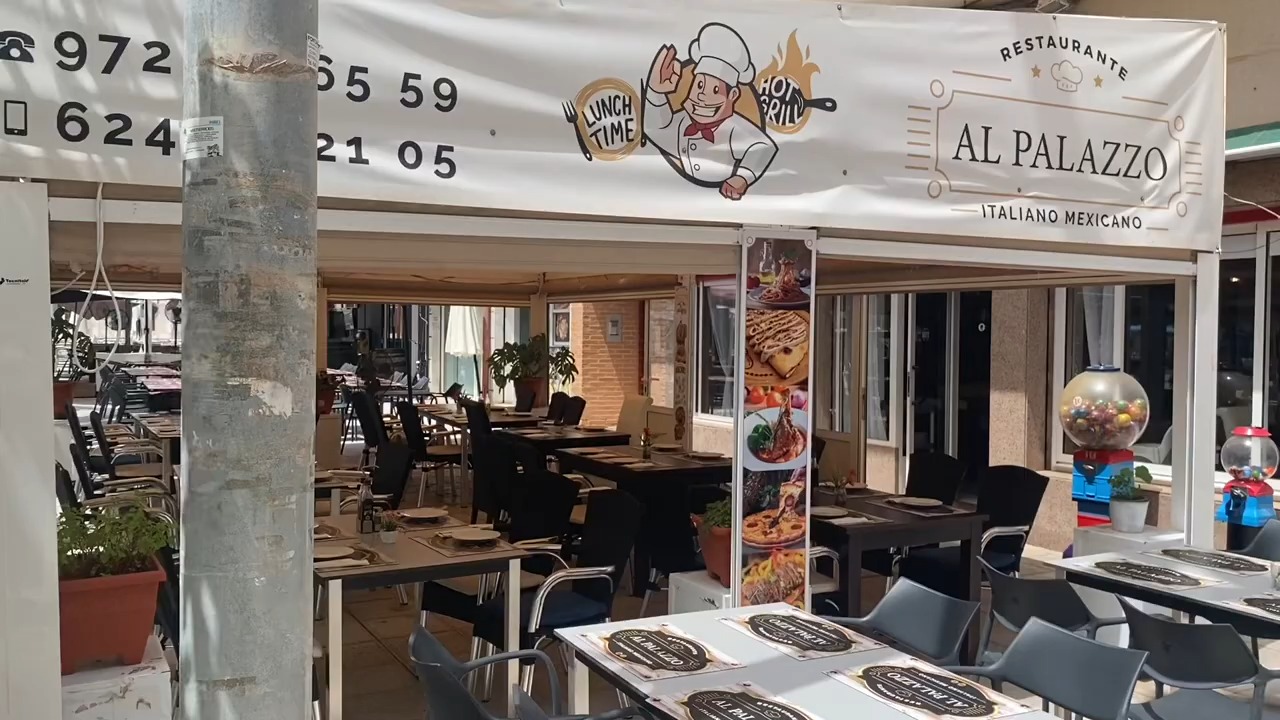 972
65 59
624
21 05
LUNCH
TIME
HOT
GRILL
RESTAURANTE
AL PALAZZO
ITALIANO MEXICANO
AL PALAZZO
AL PALAZZO
AL PALAZZO